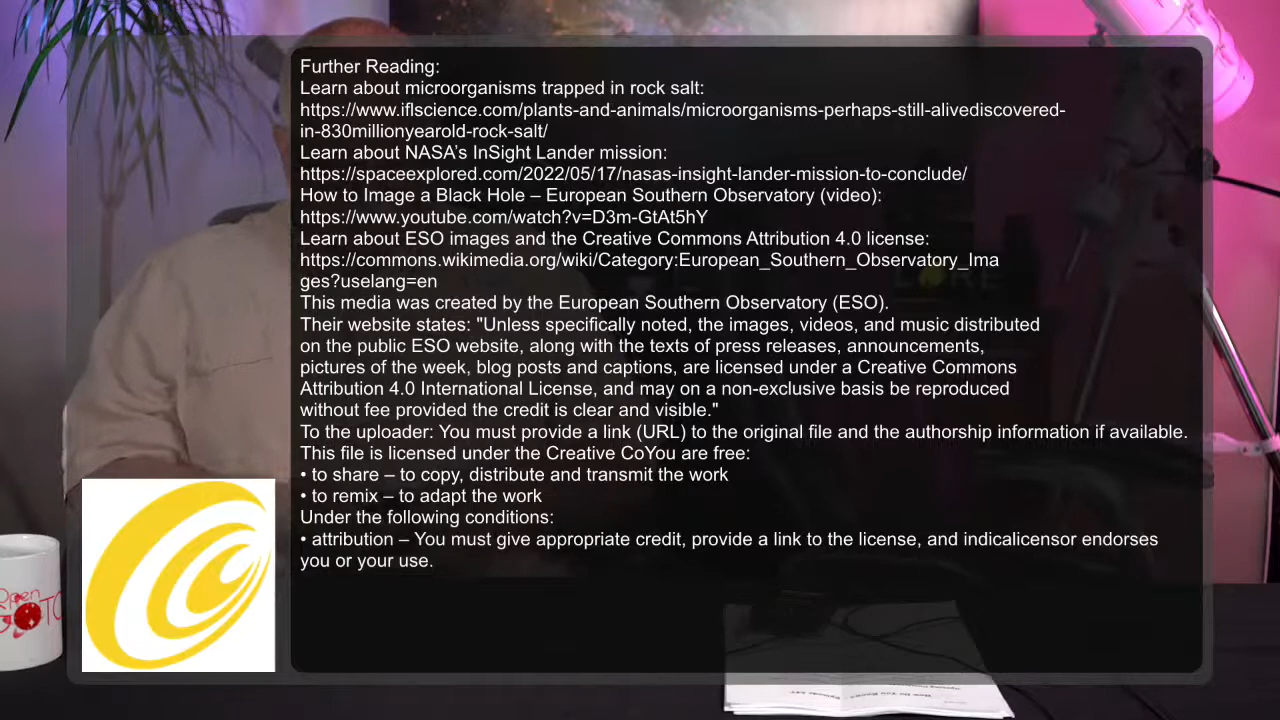 Further Reading:
Learn about microorganisms trapped in rock salt:
https://www.iflscience.com/plants-and-animals/microorganisms-perhaps-still-alivediscovered-
in-830millionyearold-rock-salt/
Learn about NASA’s InSight Lander mission:
https://spaceexplored.com/2022/05/17/nasas-insight-lander-mission-to-conclude/
How to Image a Black Hole – European Southern Observatory (video):
https://www.youtube.com/watch?v=D3m-GtAt5hY
Learn about ESO images and the Creative Commons Attribution 4.0 license:
https://commons.wikimedia.org/wiki/Category:European_Southern_Observatory_Ima
ges?uselang=en
This media was created by the European Southern Observatory (ESO).
Their website states: "Unless specifically noted, the images, videos, and music distributed
on the public ESO website, along with the texts of press releases, announcements,
pictures of the week, blog posts and captions, are licensed under a Creative Commons
Attribution 4.0 International License, and may on a non-exclusive basis be reproduced
without fee provided the credit is clear and visible."
To the uploader: You must provide a link (URL) to the original file and the authorship information if available.
This file is licensed under the Creative CoYou are free:
• to share – to copy, distribute and transmit the work
• to remix – to adapt the work
Under the following conditions:
• attribution – You must give appropriate credit, provide a link to the license, and indicalicensor endorses
you or your use.
Open
GOTO